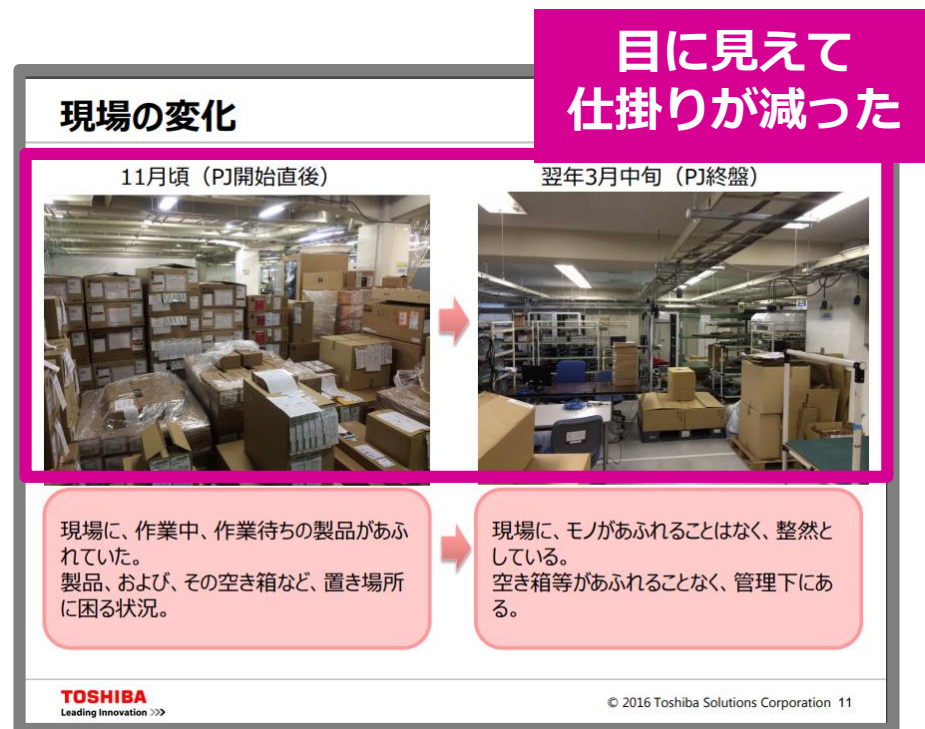 目に見えて
仕掛りが減った
現場の変化
11月頃（PJ開始直後）
翌年3月中旬（PJ終盤）
現場に、作業中、作業待ちの製品があふ
れていた。
製品、および、その空き箱など、置き場所
に困る状況。
現場に、モノがあふれることはなく、整然と
している。
空き箱等があふれることなく、管理下にあ
る。
TOSHIBA
Leading Innovation >>>
© 2016 Toshiba Solutions Corporation 11